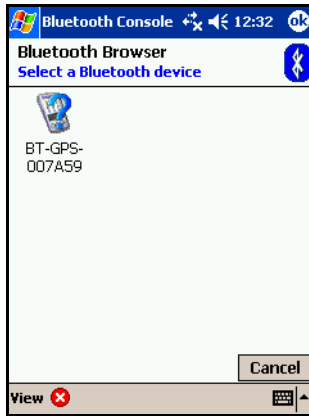 Bluetooth Console 12:32 ok
Bluetooth Browser
Select a Bluetooth device
BT-GPS-
007A59
Cancel
View